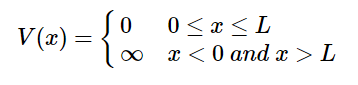 V(x) = { 0   0 ≤ x ≤ L
∞   x < 0 and x > L